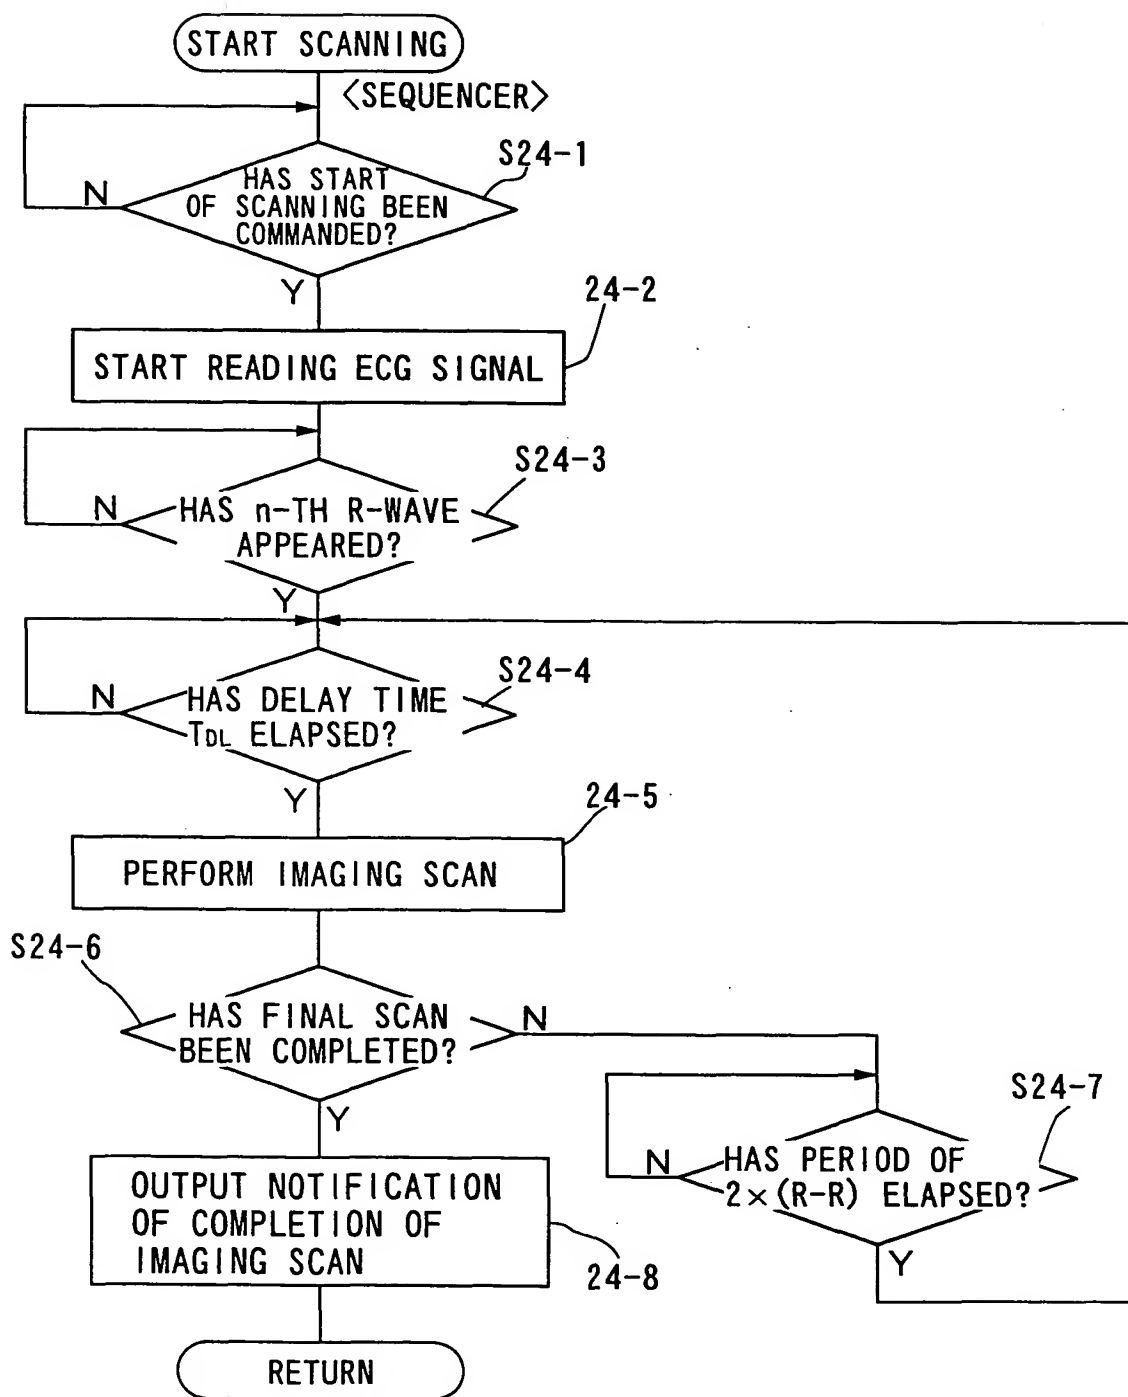 START SCANNING
<SEQUENCER>
S24-1
HAS START
OF SCANNING BEEN
COMMANDED?
N
Y
24-2
START READING ECG SIGNAL
S24-3
HAS n-TH R-WAVE
APPEARED?
N
Y
S24-4
HAS DELAY TIME
TDL ELAPSED?
N
Y
24-5
PERFORM IMAGING SCAN
S24-6
HAS FINAL SCAN
BEEN COMPLETED?
N
Y
S24-7
HAS PERIOD OF
2×(R-R) ELAPSED?
N
Y
OUTPUT NOTIFICATION
OF COMPLETION OF
IMAGING SCAN
24-8
RETURN